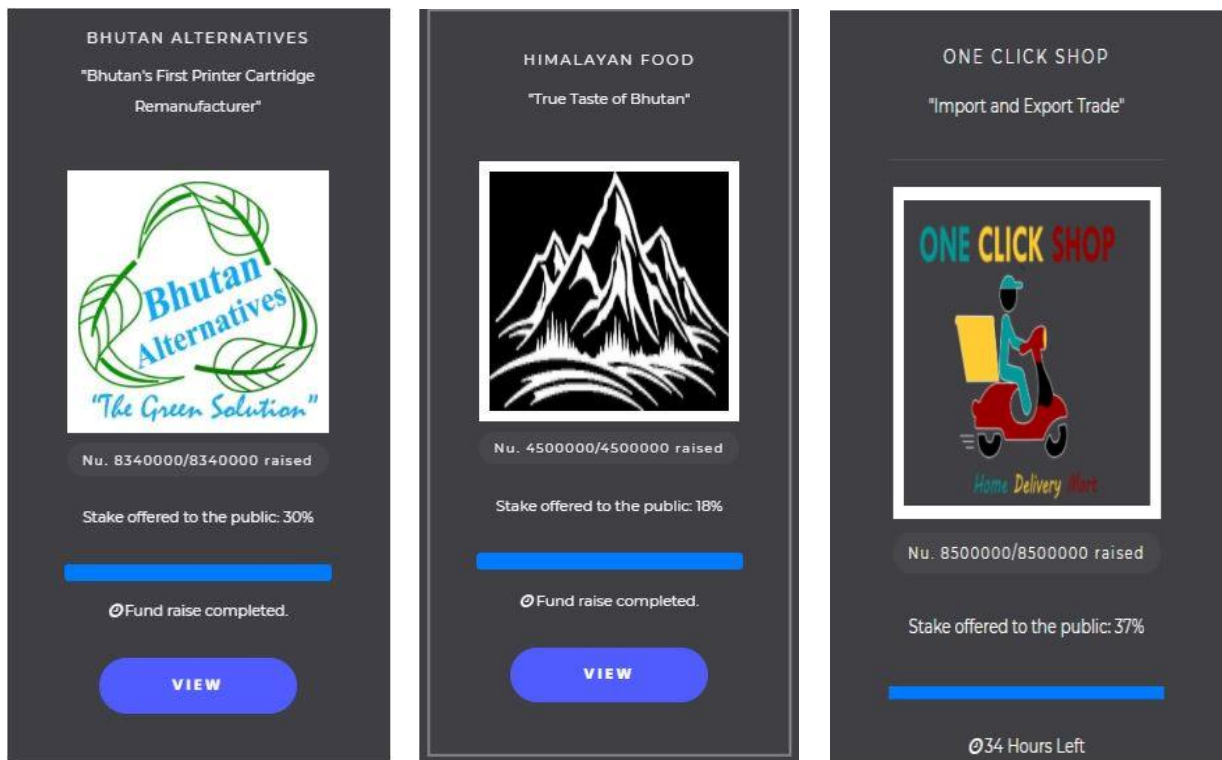 BHUTAN ALTERNATIVES
"Bhutan's First Printer Cartridge
Remanufacturer"
Bhutan
Alternatives
"The Green Solution"
Nu. 8340000/8340000 raised
Stake offered to the public: 30%
Fund raise completed.
VIEW
HIMALAYAN FOOD
"True Taste of Bhutan"
Nu. 4500000/4500000 raised
Stake offered to the public: 18%
Fund raise completed.
VIEW
ONE CLICK SHOP
"Import and Export Trade"
ONE CLICK SHOP
Home Delivery Mart
Nu. 8500000/8500000 raised
Stake offered to the public: 37%
34 Hours Left